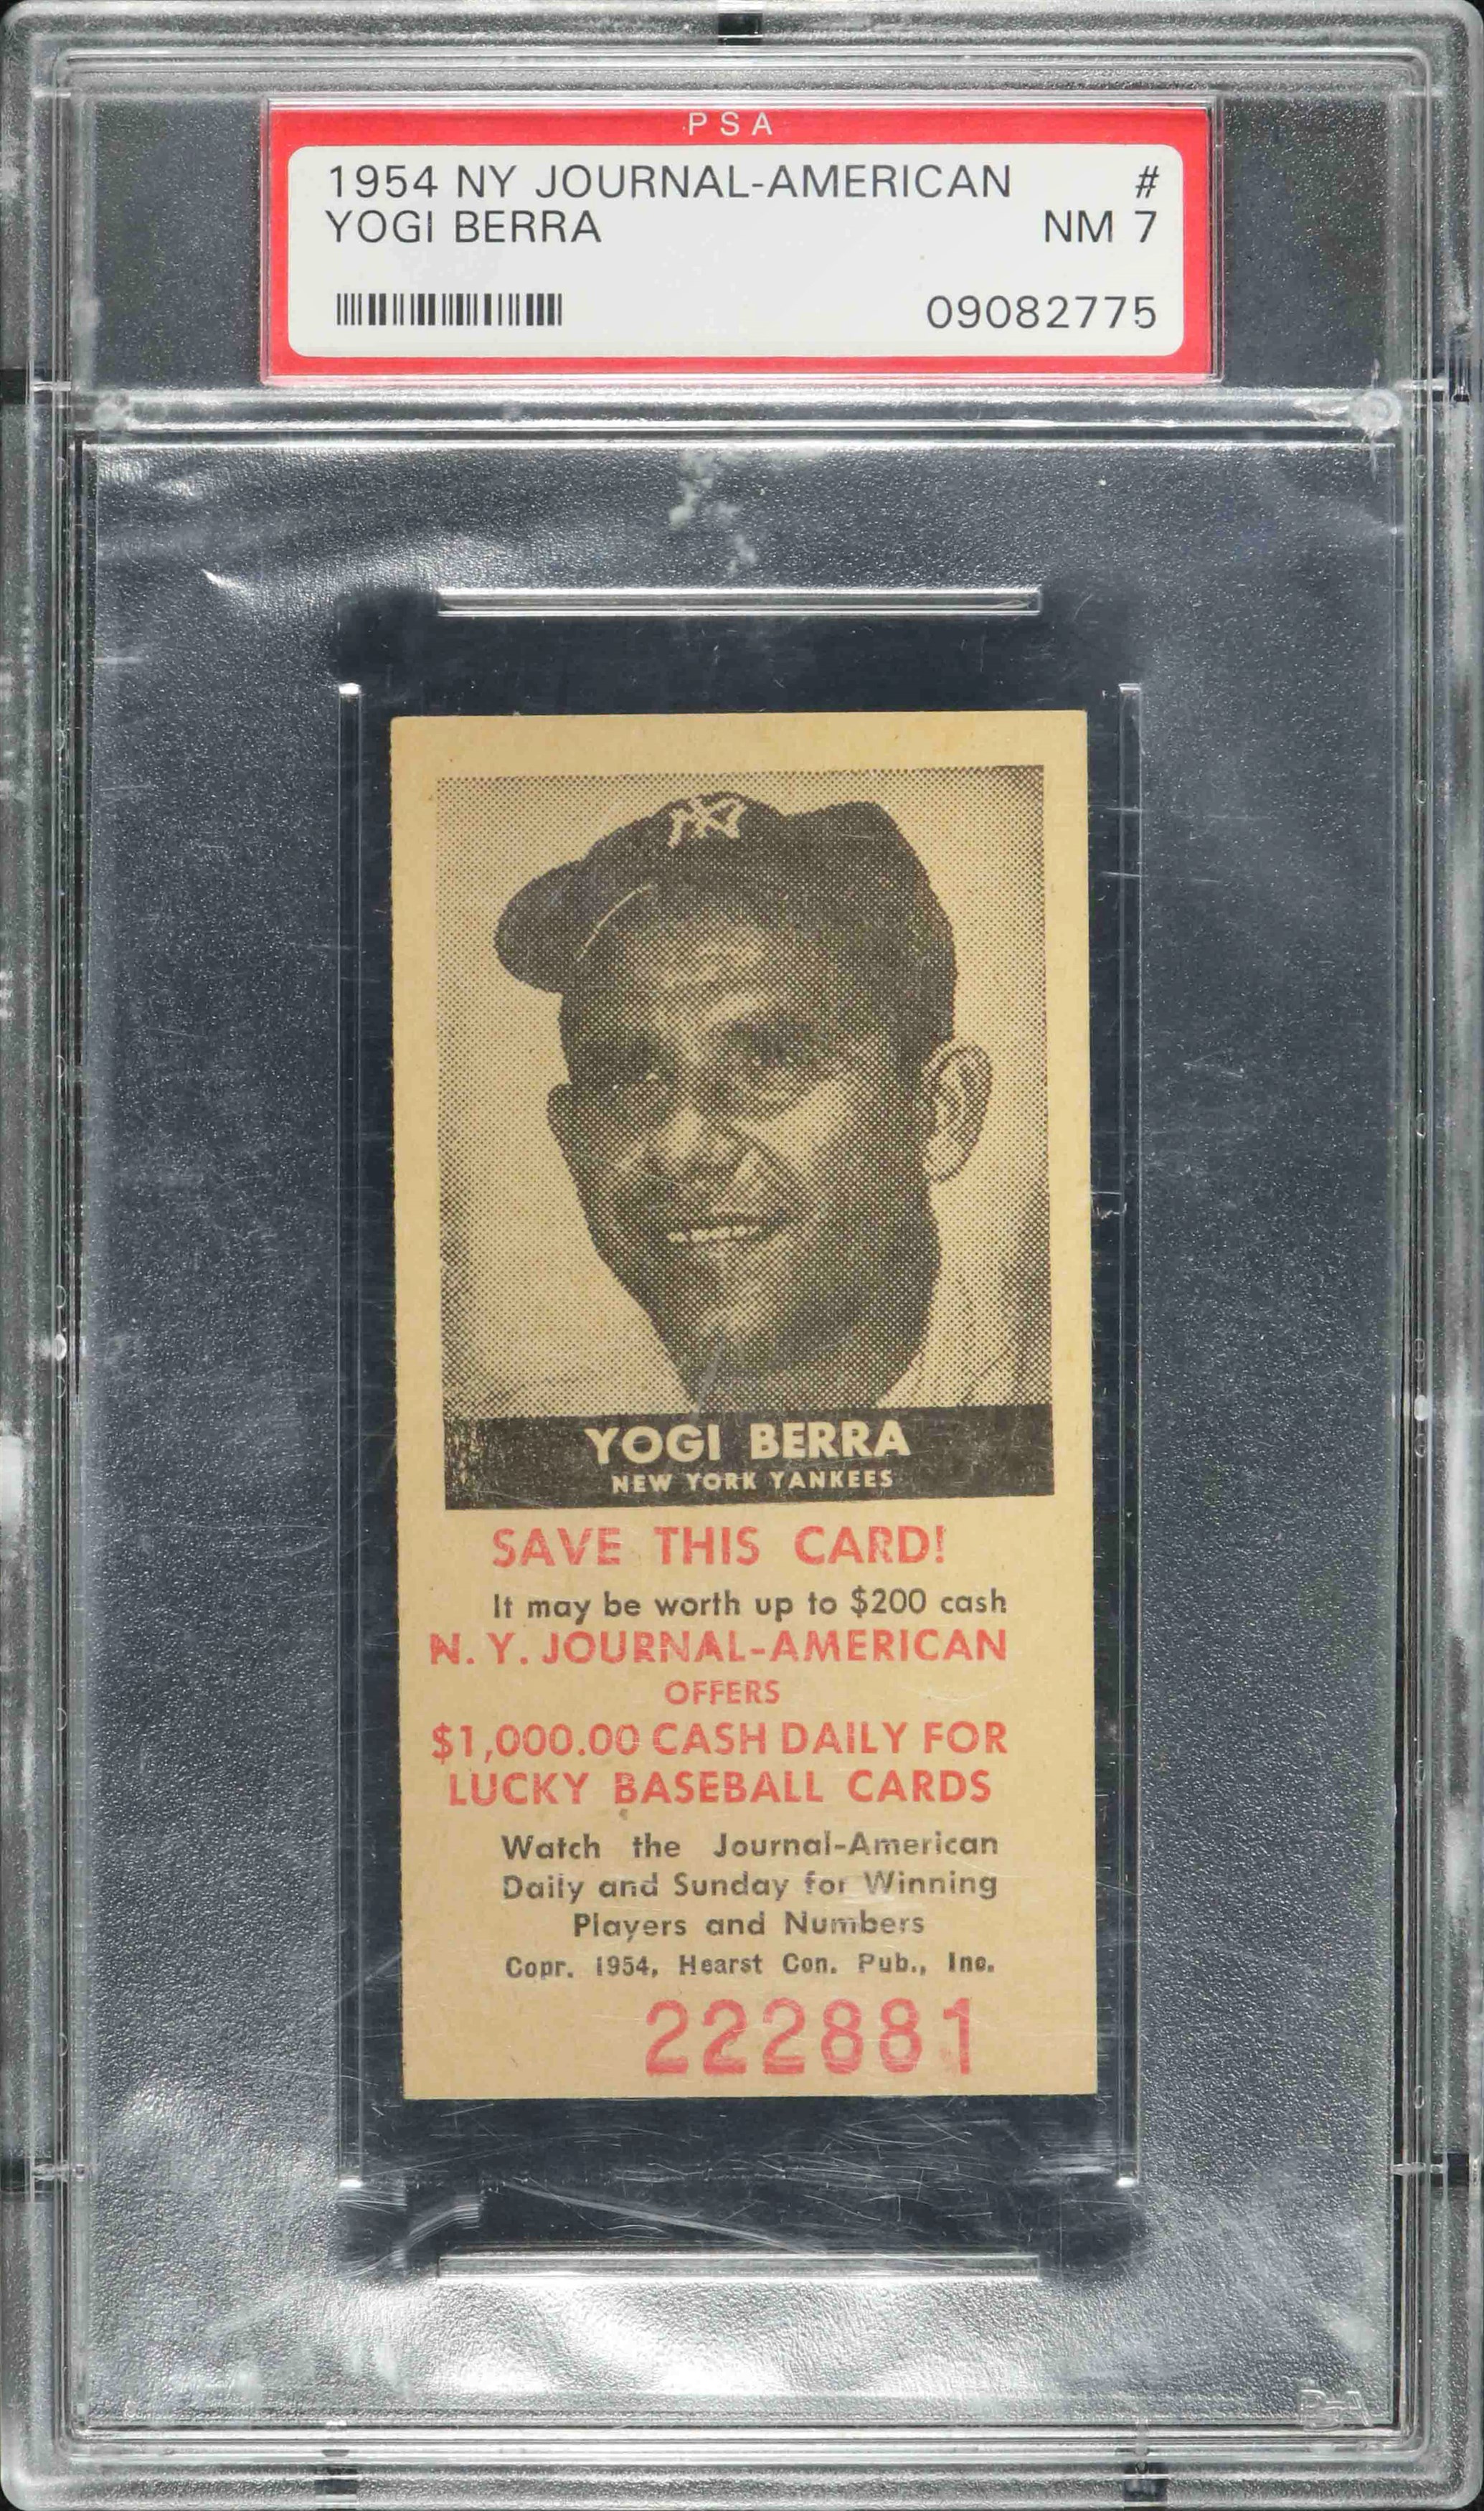 PSA
1954 NY JOURNAL-AMERICAN #
YOGI BERRA NM 7
09082775
NY
YOGI BERRA
NEW YORK YANKEES
SAVE THIS CARD!
It may be worth up to $200 cash
N. Y. JOURNAL-AMERICAN
OFFERS
$1,000.00 CASH DAILY FOR
LUCKY BASEBALL CARDS
Watch the Journal-American
Daily and Sunday for Winning
Players and Numbers
Copr. 1954, Hearst Con. Pub., Inc.
222881
PSA